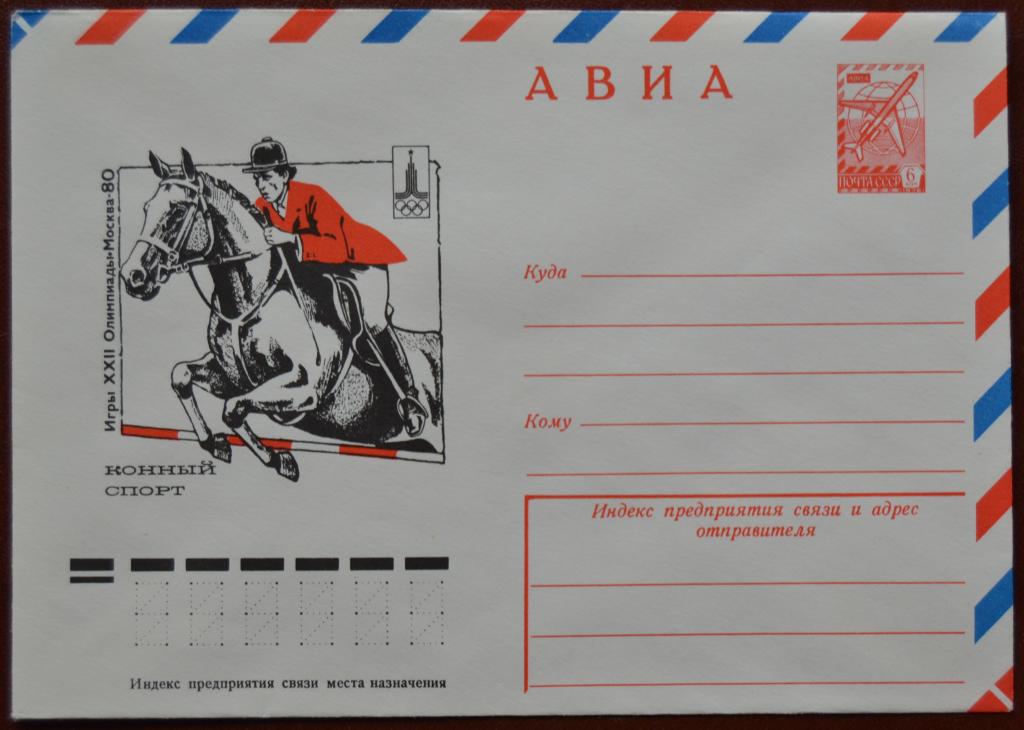 АВИА
АВИА
ПОЧТА СССР 6
Игры XXII Олимпиады•Москва-80
КОННЫЙ
СПОРТ
Куда
Кому
Индекс предприятия связи и адрес
отправителя
Индекс предприятия связи места назначения